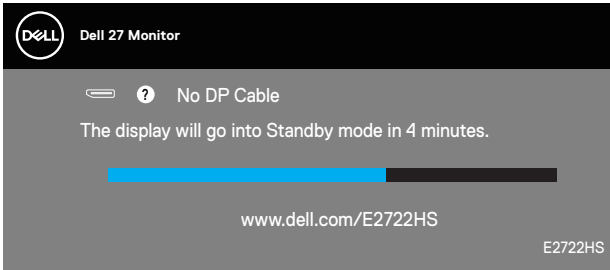 DELL
Dell 27 Monitor
? No DP Cable
The display will go into Standby mode in 4 minutes.
www.dell.com/E2722HS
E2722HS